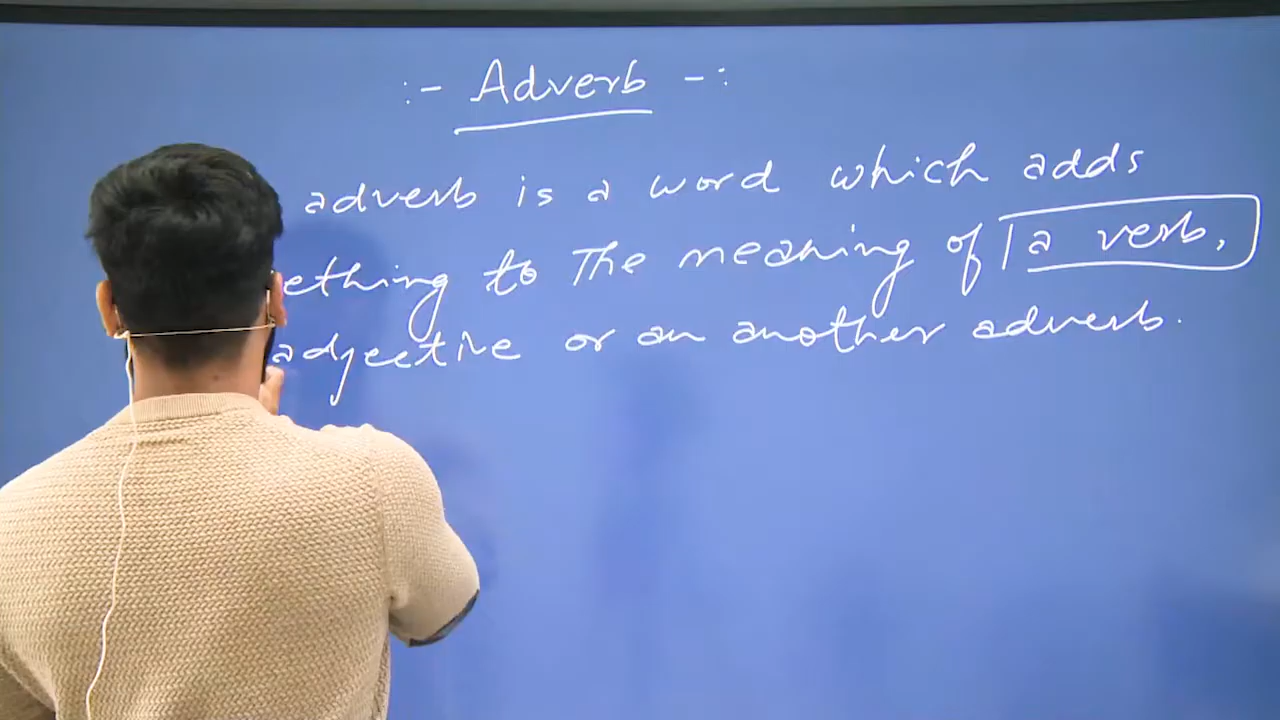 :- Adverb -:
adverb is a word which adds
ething to The meaning of a verb,
adjective or an another adverb.